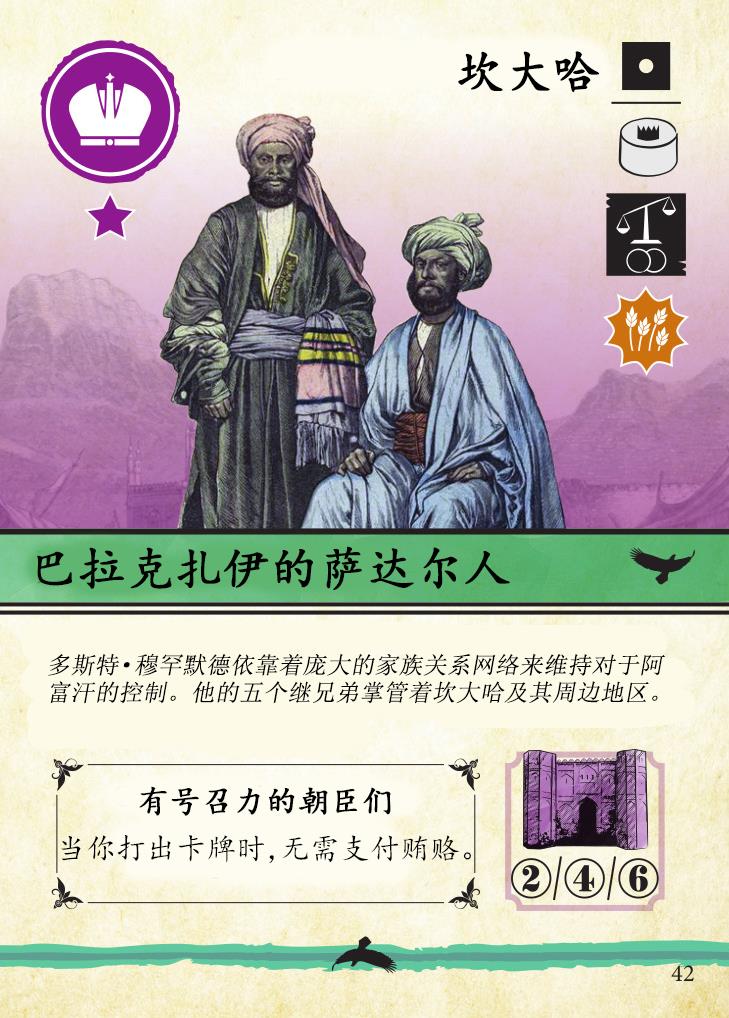 坎大哈
巴拉克扎伊的萨达尔人
多斯特·穆罕默德依靠着庞大的家族关系网络来维持对于阿
富汗的控制。他的五个继兄弟掌管着坎大哈及其周边地区。
有号召力的朝臣们
当你打出卡牌时,无需支付贿赂。
2/4/6
42